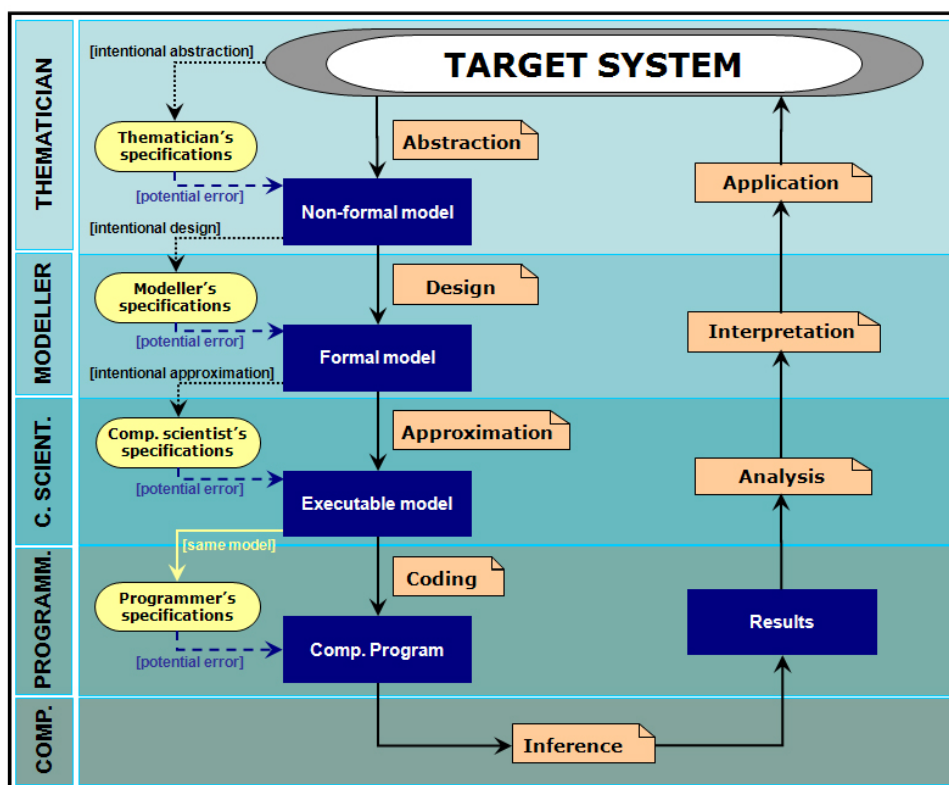 THEMATICIAN
[intentional abstraction]
TARGET SYSTEM
Thematician's
specifications
Abstraction
[potential error]
Non-formal model
Application
[intentional design]
MODELLER
Modeller's
specifications
Design
[potential error]
Formal model
Interpretation
[intentional approximation]
C. SCIENT.
Comp. scientist's
specifications
Approximation
[potential error]
Executable model
Analysis
[same model]
PROGRAMM.
Programmer's
specifications
Coding
[potential error]
Comp. Program
Results
COMP.
Inference